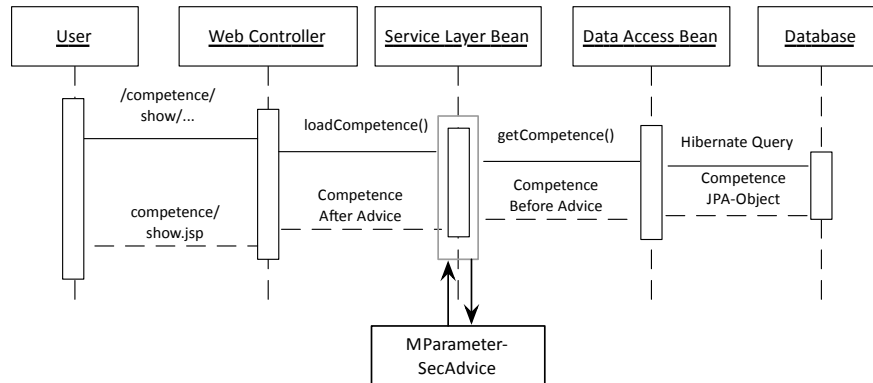 User
Web Controller
Service Layer Bean
Data Access Bean
Database
/competence/
show/...
loadCompetence()
getCompetence()
Hibernate Query
Competence
JPA-Object
Competence
Before Advice
Competence
After Advice
competence/
show.jsp
MParameter-
SecAdvice